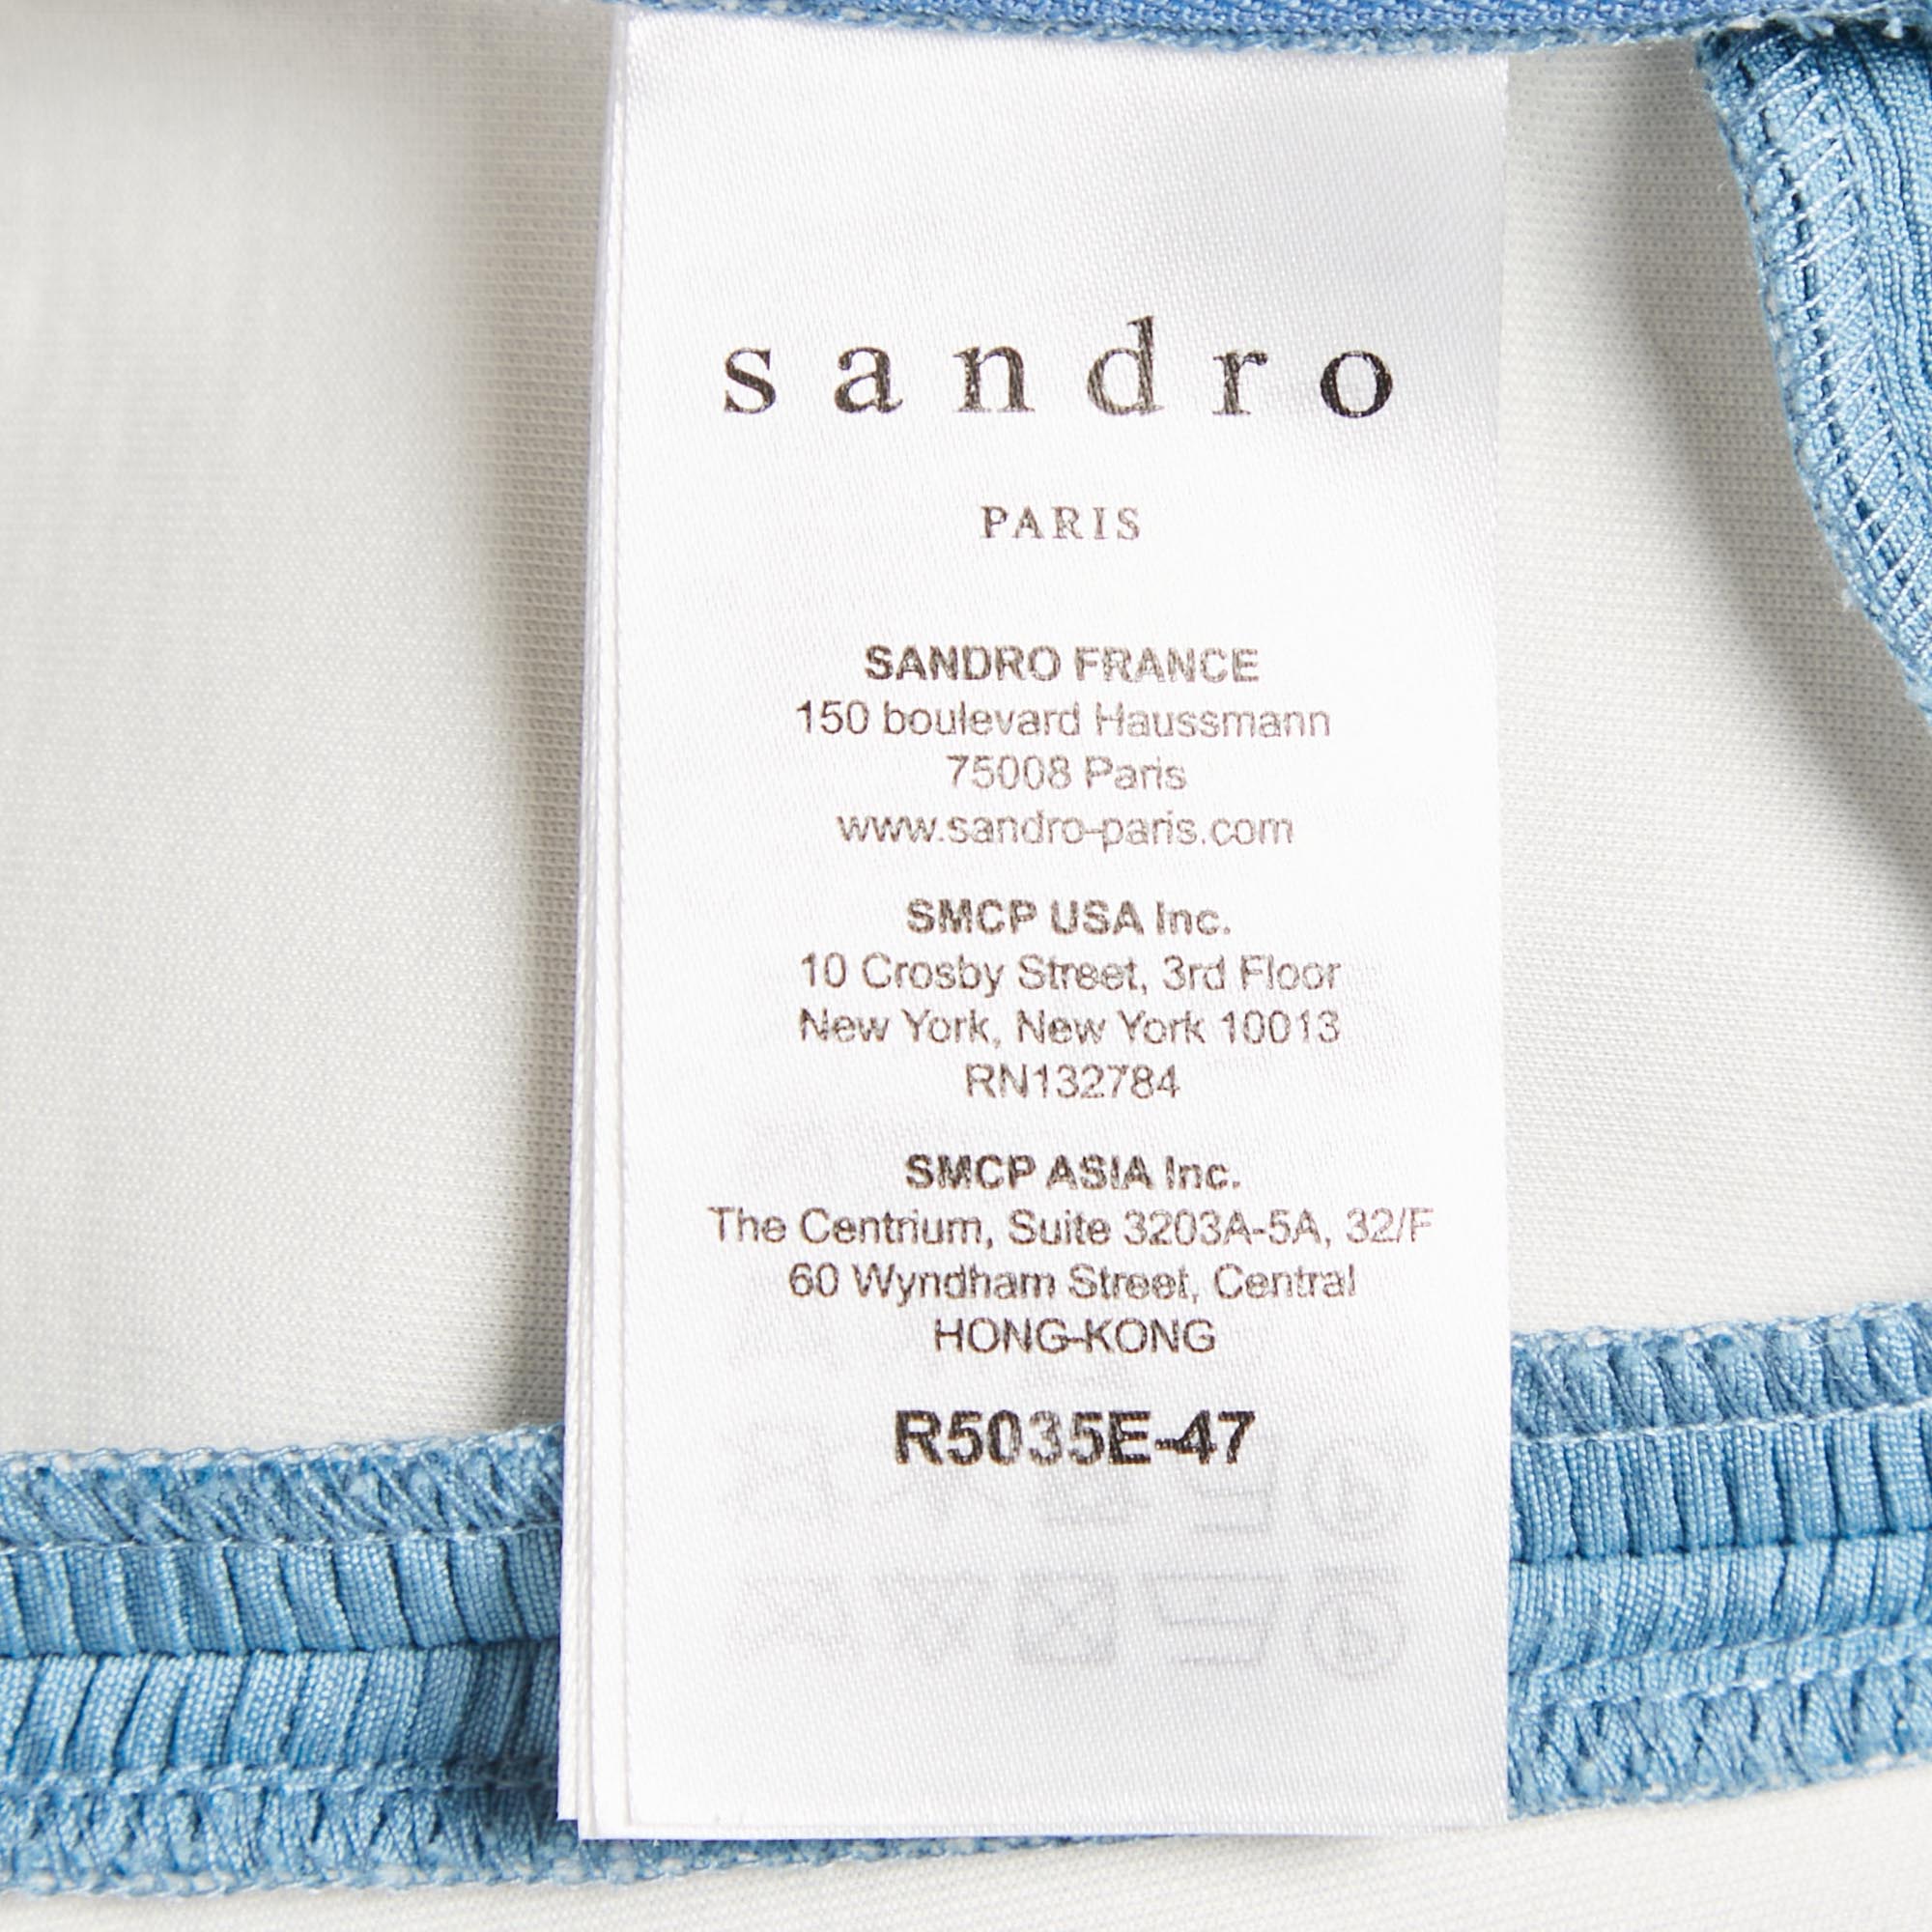 sandro
PARIS
SANDRO FRANCE
150 boulevard Haussmann
75008 Paris
www.sandro-paris.com
SMCP USA Inc.
10 Crosby Street, 3rd Floor
New York, New York 10013
RN132784
SMCP ASIA Inc.
The Centrium, Suite 3203A-5A, 32/F
60 Wyndham Street, Central
HONG-KONG
R5035E-47